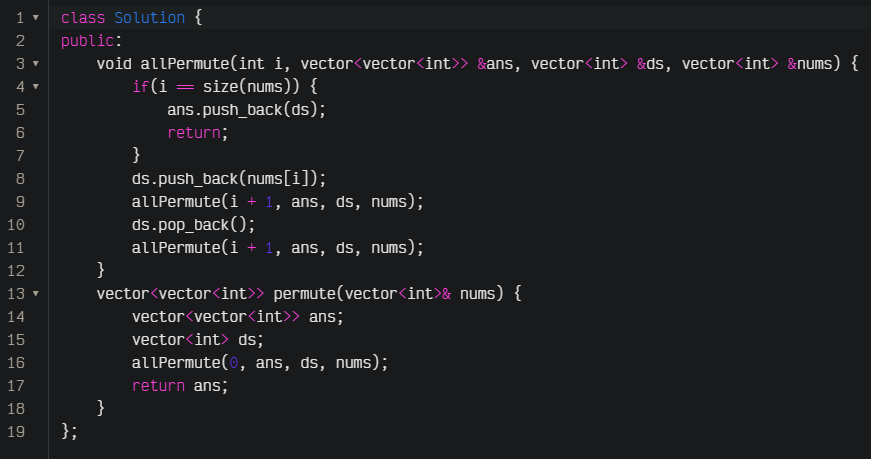 1 ▾ class Solution {
2 public:
3 ▾     void allPermute(int i, vector<vector<int>> &ans, vector<int> &ds, vector<int> &nums) {
4 ▾         if(i == size(nums)) {
5             ans.push_back(ds);
6             return;
7         }
8         ds.push_back(nums[i]);
9         allPermute(i + 1, ans, ds, nums);
10         ds.pop_back();
11         allPermute(i + 1, ans, ds, nums);
12     }
13 ▾     vector<vector<int>> permute(vector<int>& nums) {
14         vector<vector<int>> ans;
15         vector<int> ds;
16         allPermute(0, ans, ds, nums);
17         return ans;
18     }
19 };